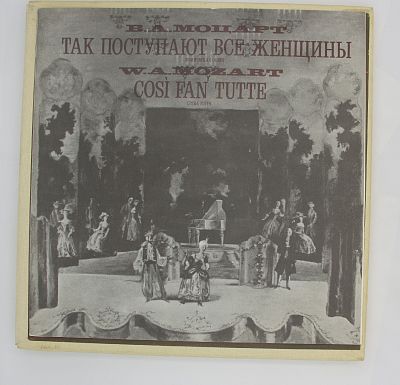 В.А.МОЦАРТ
ТАК ПОСТУПАЮТ ВСЕ ЖЕНЩИНЫ
W.A.MOZART
COSÌ FAN TUTTE